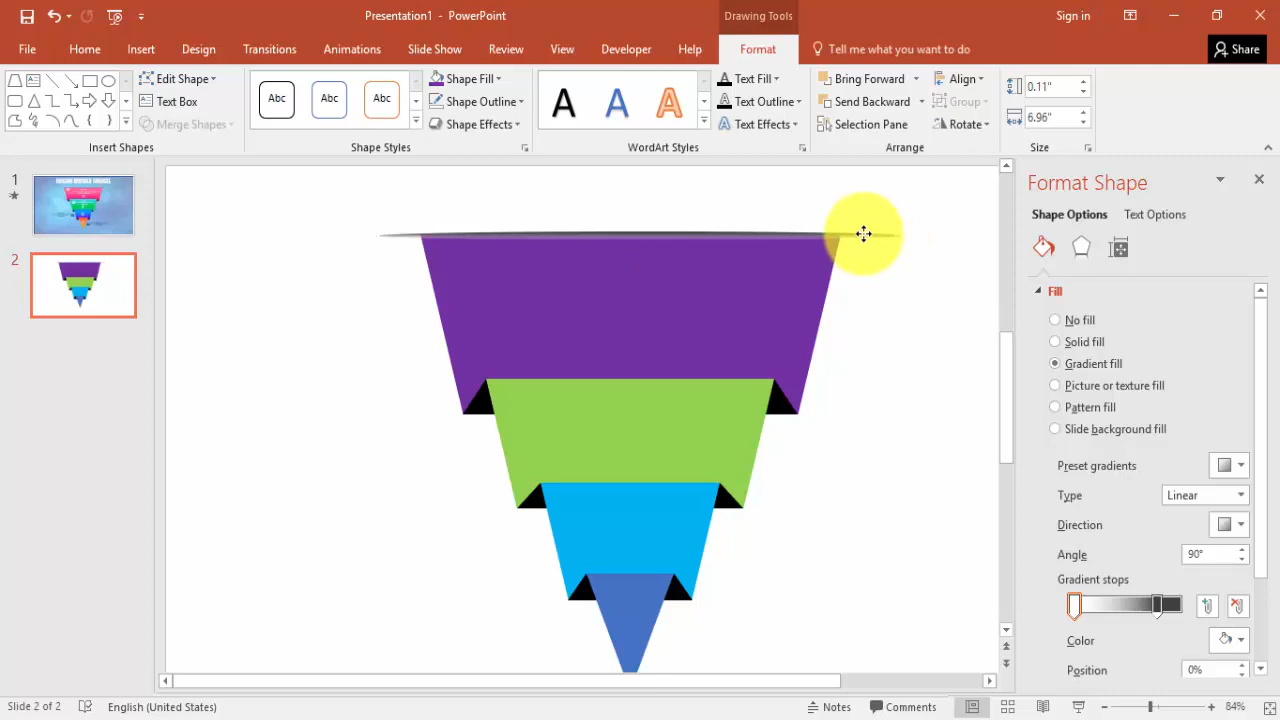 Presentation1 - PowerPoint
Drawing Tools
Sign in
File
Home
Insert
Design
Transitions
Animations
Slide Show
Review
View
Developer
Help
Format
Tell me what you want to do
Share
Edit Shape
Text Box
Merge Shapes
Insert Shapes
Abc
Abc
Abc
Shape Fill
Shape Outline
Shape Effects
Shape Styles
A
A
A
Text Fill
Text Outline
Text Effects
WordArt Styles
Bring Forward
Send Backward
Selection Pane
Align
Group
Rotate
Arrange
0.11"
6.96"
Size
1
2
Format Shape
Shape Options
Text Options
Fill
No fill
Solid fill
Gradient fill
Picture or texture fill
Pattern fill
Slide background fill
Preset gradients
Type
Linear
Direction
Angle
90°
Gradient stops
Color
Position
0%
Slide 2 of 2
English (United States)
Notes
Comments
84%